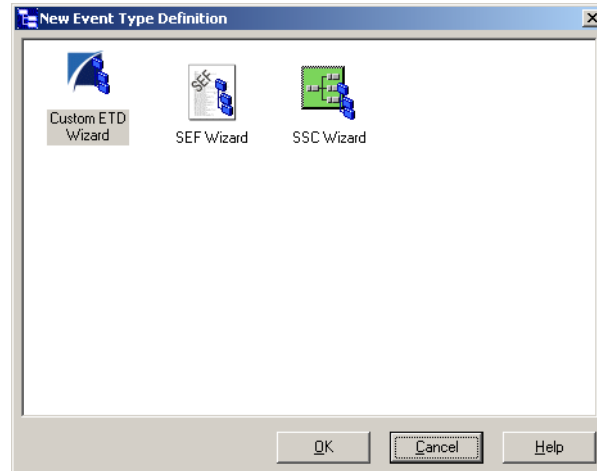 New Event Type Definition
SEF
Custom ETD
Wizard
SEF Wizard
SSC Wizard
OK
Cancel
Help